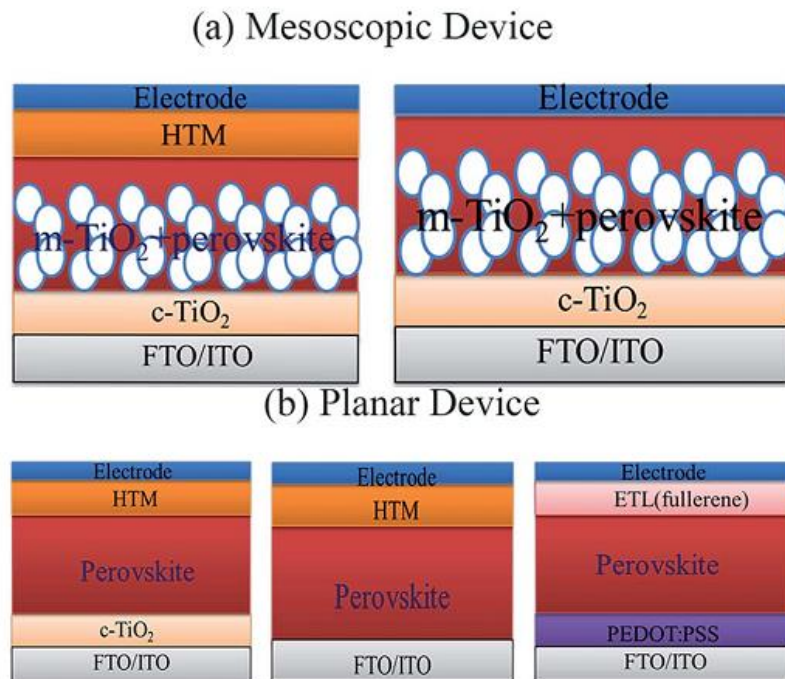 (a) Mesoscopic Device
Electrode
HTM
m-TiO₂+perovskite
c-TiO₂
FTO/ITO
Electrode
m-TiO₂+perovskite
c-TiO₂
FTO/ITO
(b) Planar Device
Electrode
HTM
Perovskite
c-TiO₂
FTO/ITO
Electrode
HTM
Perovskite
FTO/ITO
Electrode
ETL(fullerene)
Perovskite
PEDOT:PSS
FTO/ITO